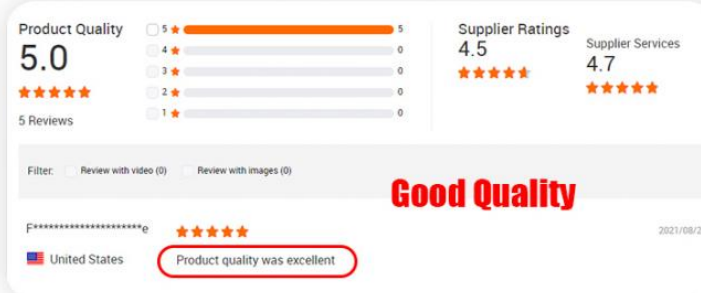 Product Quality
5.0
5 Reviews
5 5
4 0
3 0
2 0
1 0
Supplier Ratings
4.5
Supplier Services
4.7
Filter: Review with video (0) Review with images (0)
Good Quality
F*********************e
2021/08/2
United States
Product quality was excellent